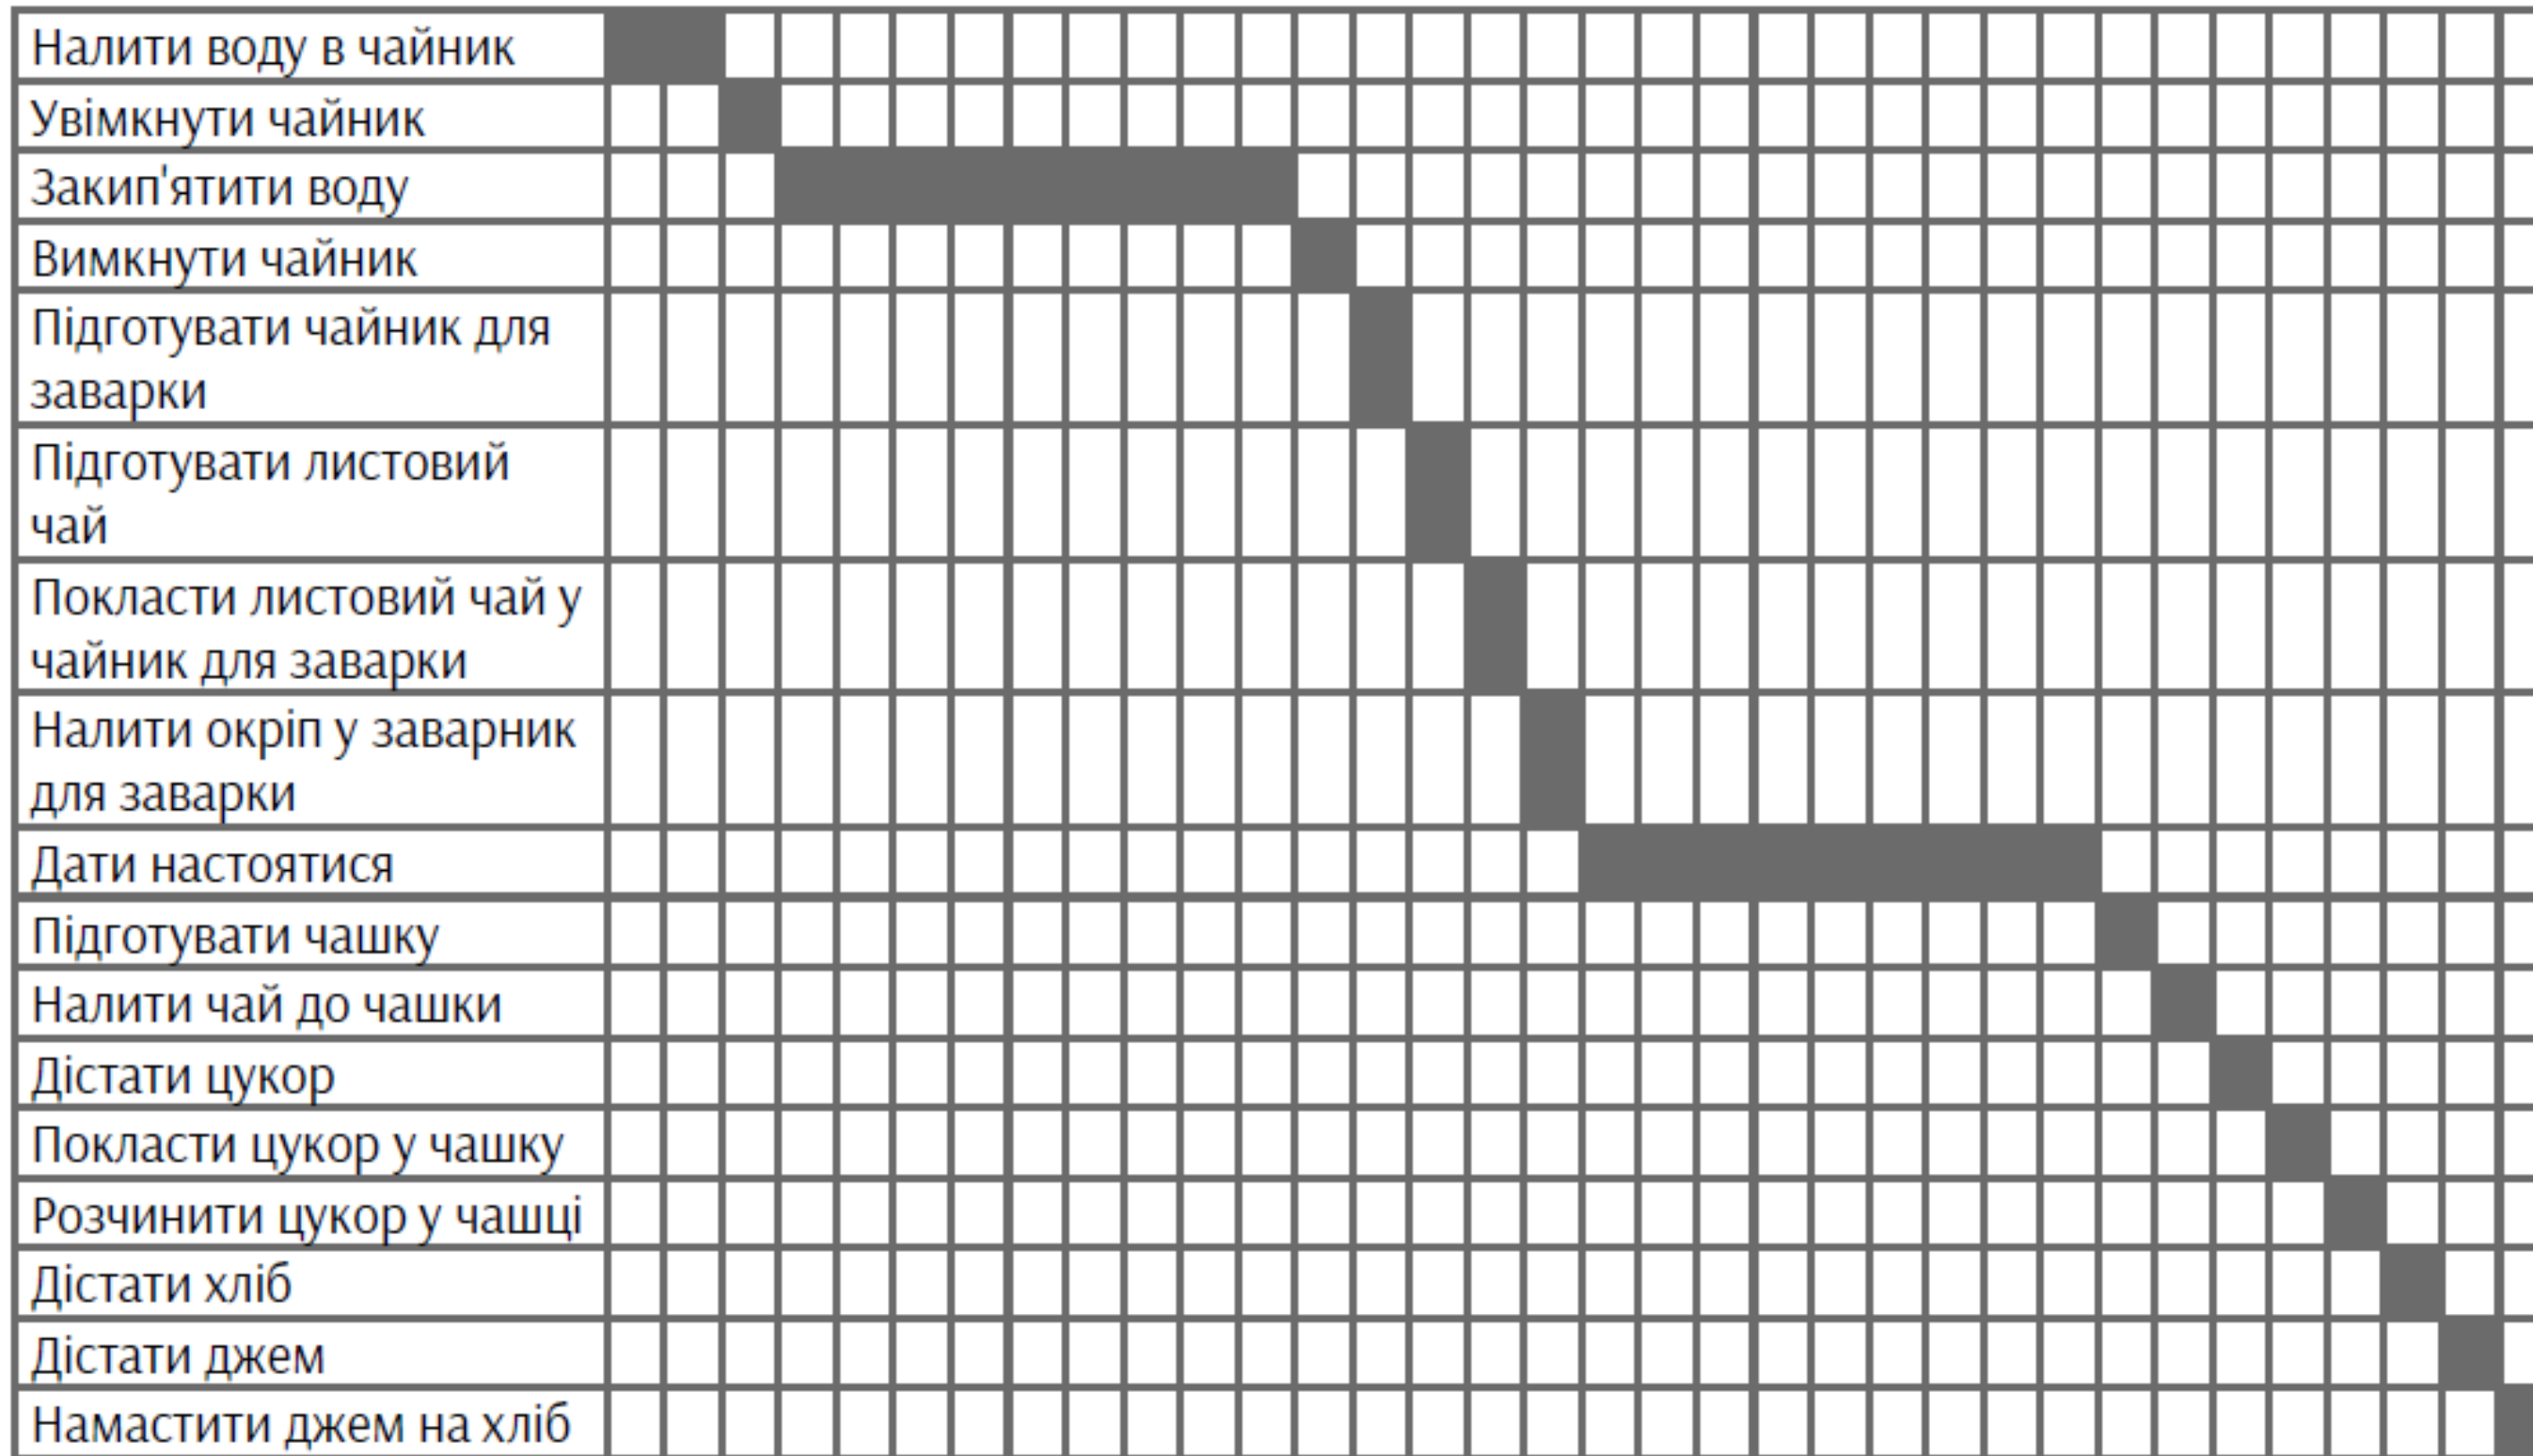 Налити воду в чайник
Увімкнути чайник
Закип'ятити воду
Вимкнути чайник
Підготувати чайник для
заварки
Підготувати листовий
чай
Покласти листовий чай у
чайник для заварки
Налити окріп у заварник
для заварки
Дати настоятися
Підготувати чашку
Налити чай до чашки
Дістати цукор
Покласти цукор у чашку
Розчинити цукор у чашці
Дістати хліб
Дістати джем
Намастити джем на хліб